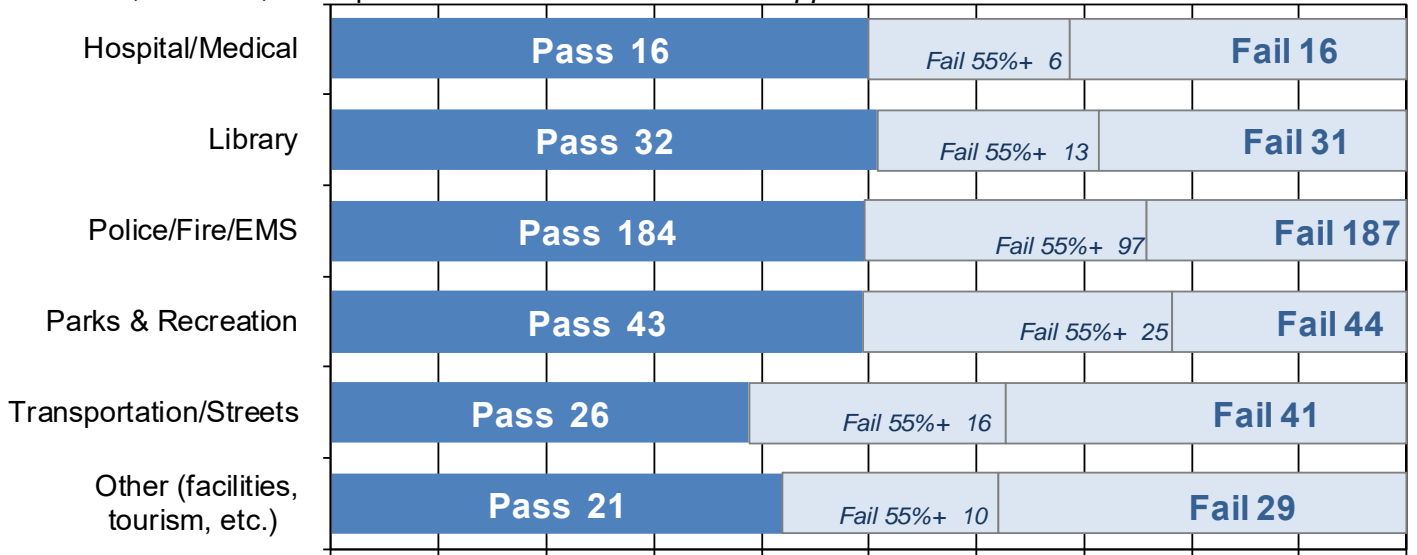 Hospital/Medical
Pass 16
Fail 55%+ 6
Fail 16
Library
Pass 32
Fail 55%+ 13
Fail 31
Police/Fire/EMS
Pass 184
Fail 55%+ 97
Fail 187
Parks & Recreation
Pass 43
Fail 55%+ 25
Fail 44
Transportation/Streets
Pass 26
Fail 55%+ 16
Fail 41
Other (facilities,
tourism, etc.)
Pass 21
Fail 55%+ 10
Fail 29